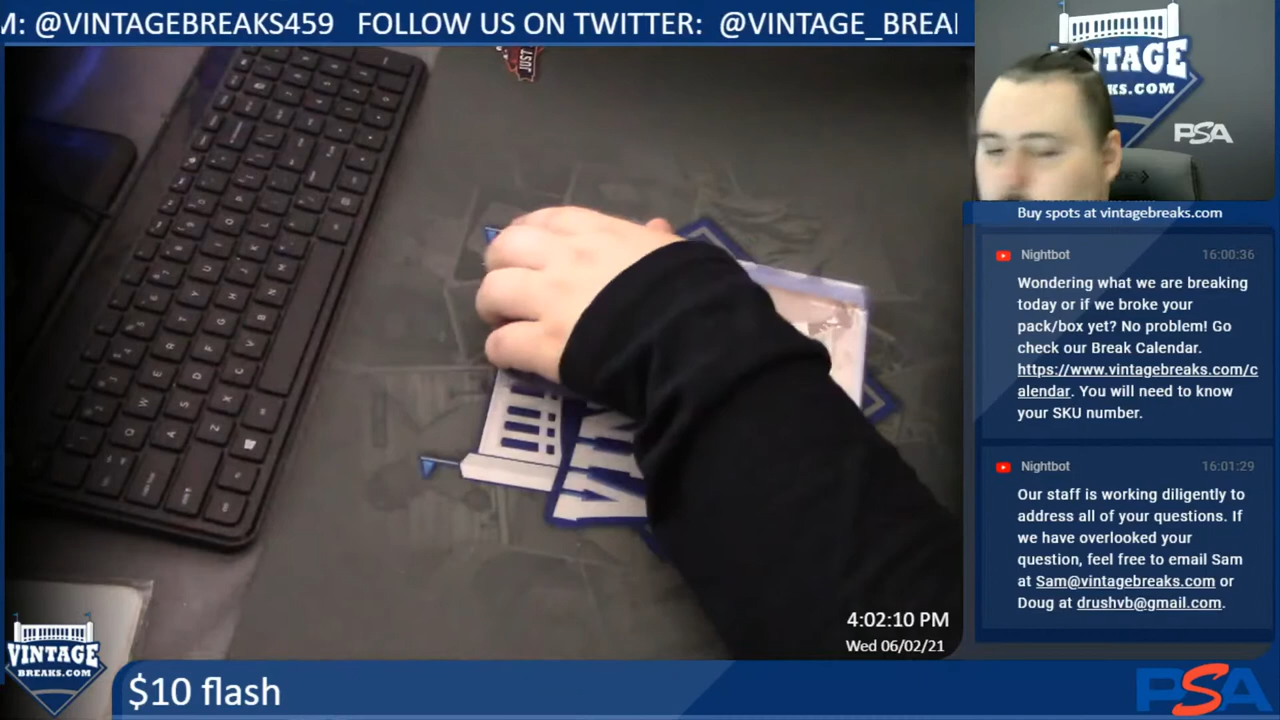 M: @VINTAGEBREAKS459 FOLLOW US ON TWITTER: @VINTAGE_BREAI
NTAGE
KS.COM
PSA
Buy spots at vintagebreaks.com
Nightbot 16:00:36
Wondering what we are breaking
today or if we broke your
pack/box yet? No problem! Go
check our Break Calendar.
https://www.vintagebreaks.com/c
alendar. You will need to know
your SKU number.
Nightbot 16:01:29
Our staff is working diligently to
address all of your questions. If
we have overlooked your
question, feel free to email Sam
at Sam@vintagebreaks.com or
Doug at drushvb@gmail.com.
JUST
4:02:10 PM
Wed 06/02/21
VINTAGE
BREAKS.COM
$10 flash
PSA